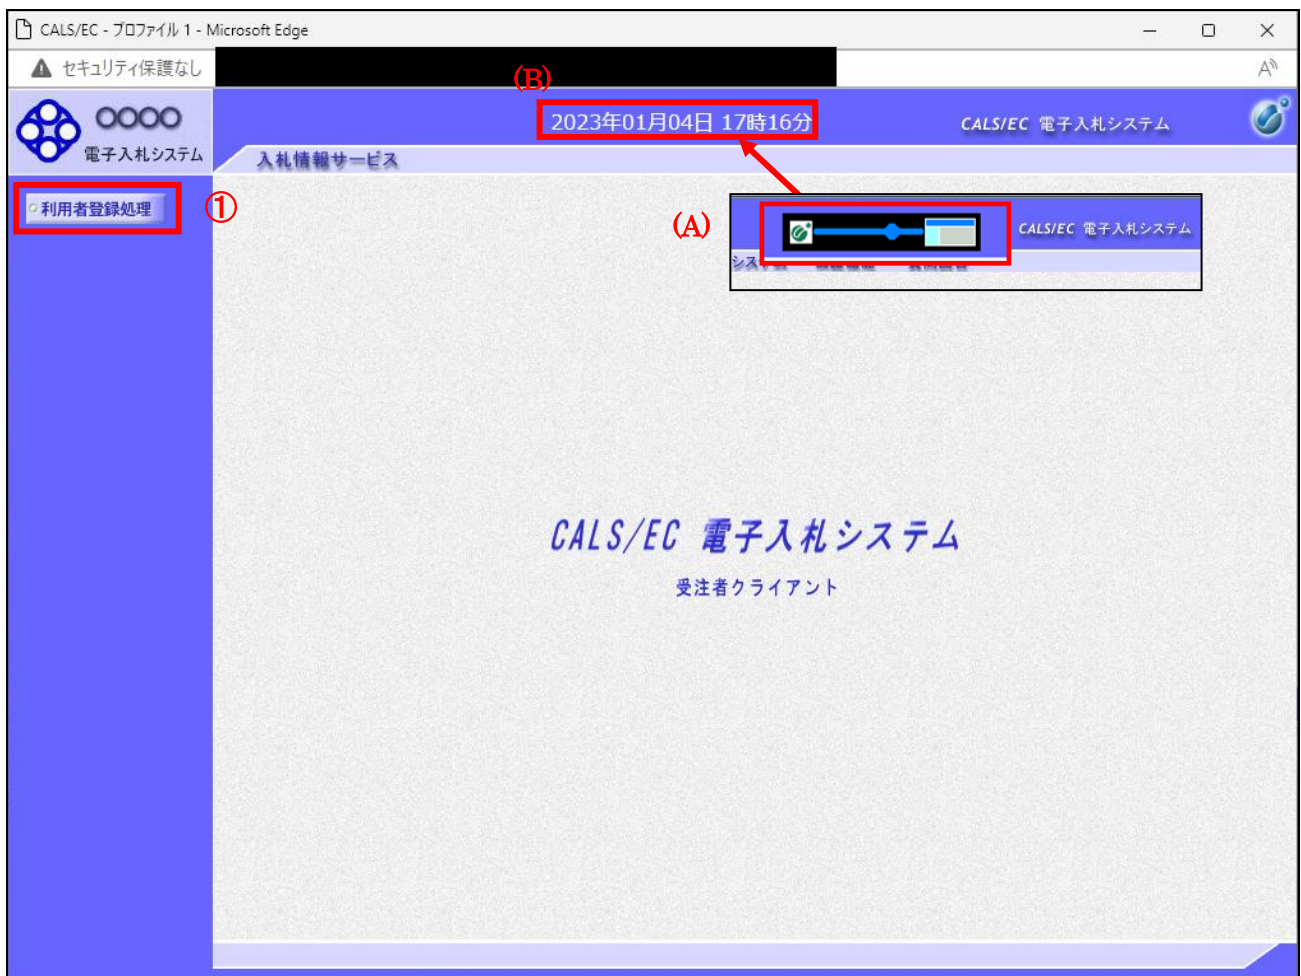 CALS/EC - プロファイル 1 - Microsoft Edge
セキュリティ保護なし
(B)
〇〇〇〇
電子入札システム
2023年01月04日 17時16分
CALS/EC 電子入札システム
入札情報サービス
利用者登録処理
①
(A)
CALS/EC 電子入札システム
CALS/EC 電子入札システム
受注者クライアント